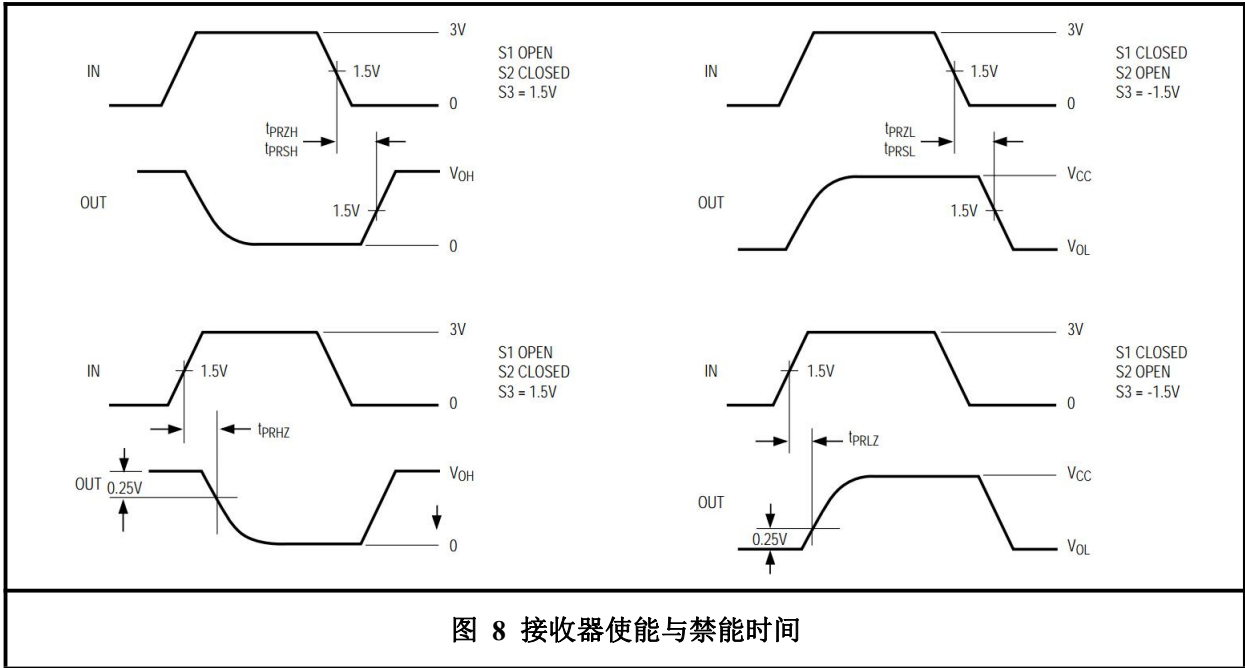 3V
IN
1.5V
0
S1 OPEN
S2 CLOSED
S3 = 1.5V
tPRZH
tPRSH
VOH
OUT
1.5V
0
3V
IN
1.5V
0
S1 CLOSED
S2 OPEN
S3 = -1.5V
tPRZL
tPRSL
VCC
OUT
1.5V
VOL
3V
IN
1.5V
0
S1 OPEN
S2 CLOSED
S3 = 1.5V
tPRHZ
VOH
OUT
0.25V
0
3V
IN
1.5V
0
S1 CLOSED
S2 OPEN
S3 = -1.5V
tPRLZ
VCC
OUT
0.25V
VOL
图 8 接收器使能与禁能时间